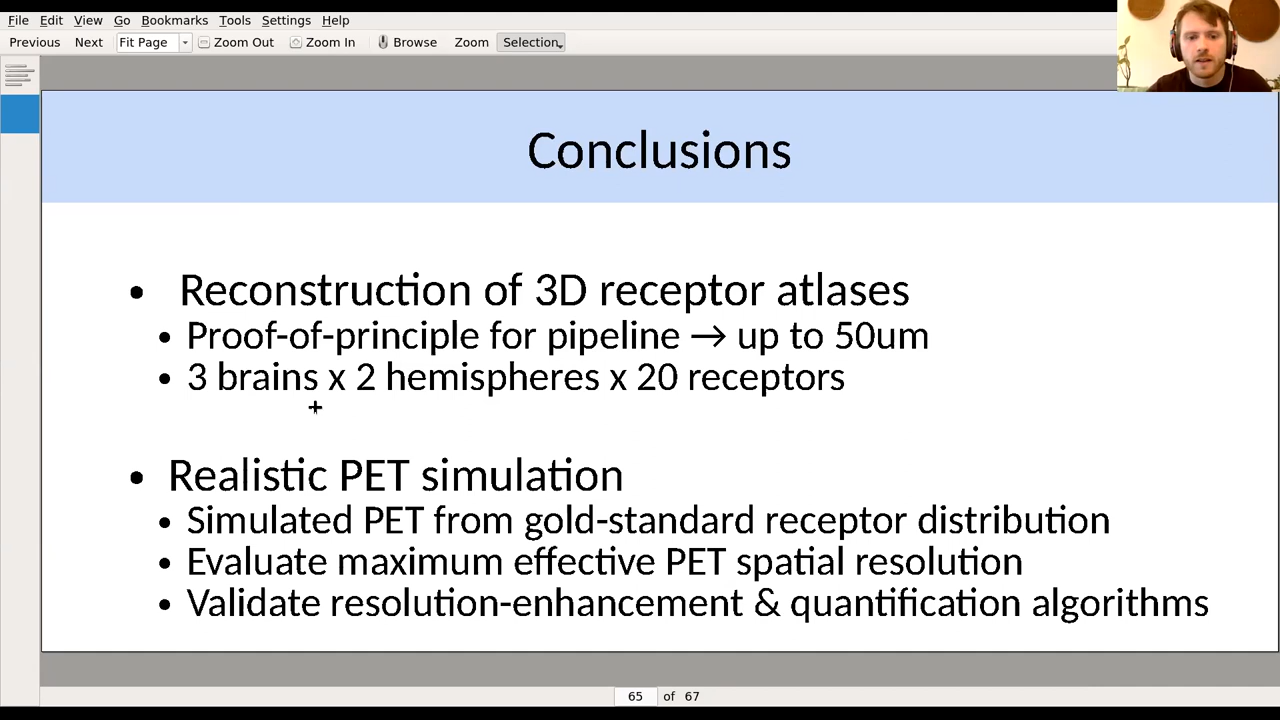 File Edit View Go Bookmarks Tools Settings Help
Previous Next Fit Page Zoom Out Zoom In Browse Zoom Selection
Conclusions
• Reconstruction of 3D receptor atlases
• Proof-of-principle for pipeline → up to 50um
• 3 brains x 2 hemispheres x 20 receptors
• Realistic PET simulation
• Simulated PET from gold-standard receptor distribution
• Evaluate maximum effective PET spatial resolution
• Validate resolution-enhancement & quantification algorithms
65 of 67